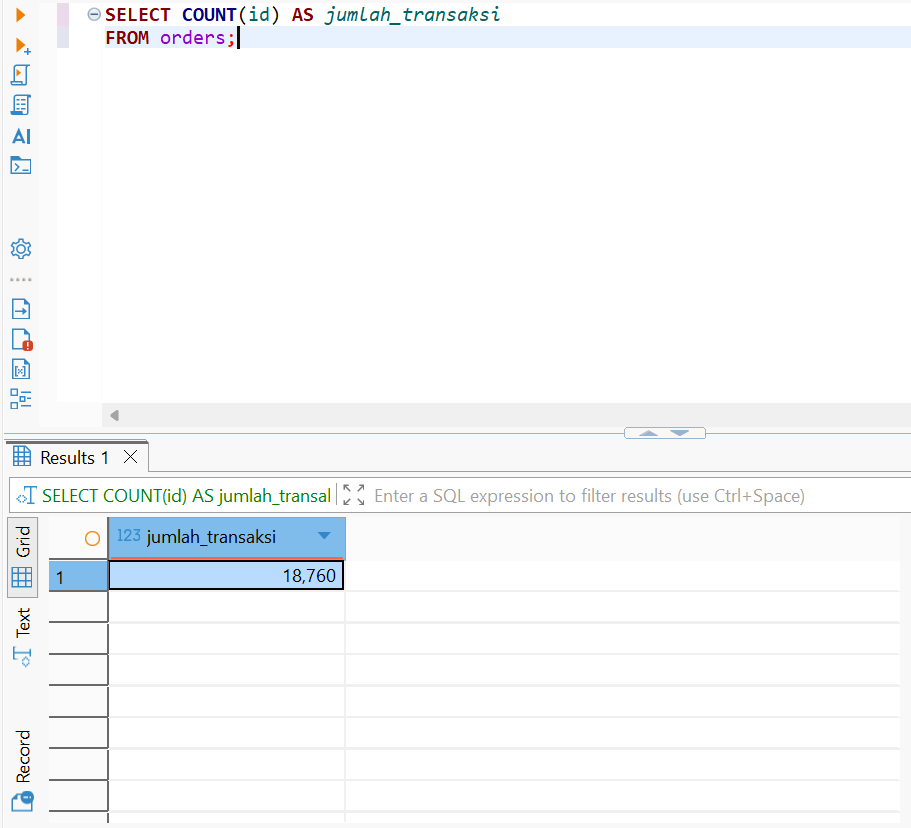 SELECT COUNT(id) AS jumlah_transaksi
FROM orders;
AI
Results 1
SELECT COUNT(id) AS jumlah_transal
Enter a SQL expression to filter results (use Ctrl+Space)
Grid
Text
Record
123 jumlah_transaksi
1
18,760